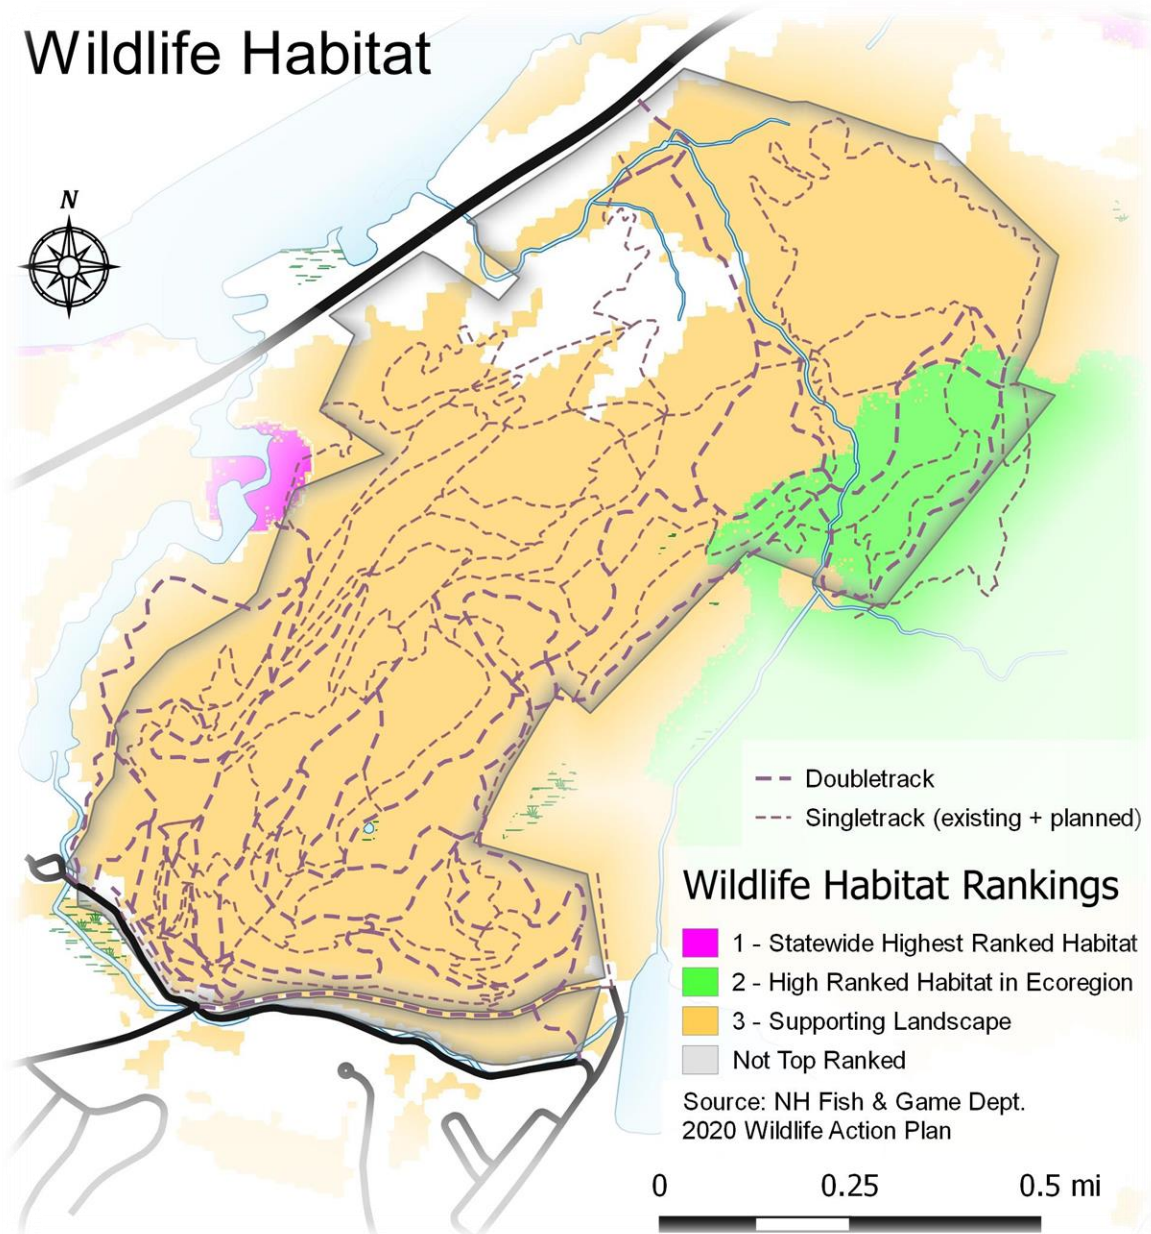 Wildlife Habitat
N
Doubletrack
Singletrack (existing + planned)
Wildlife Habitat Rankings
1 - Statewide Highest Ranked Habitat
2 - High Ranked Habitat in Ecoregion
3 - Supporting Landscape
Not Top Ranked
Source: NH Fish & Game Dept.
2020 Wildlife Action Plan
0 0.25 0.5 mi